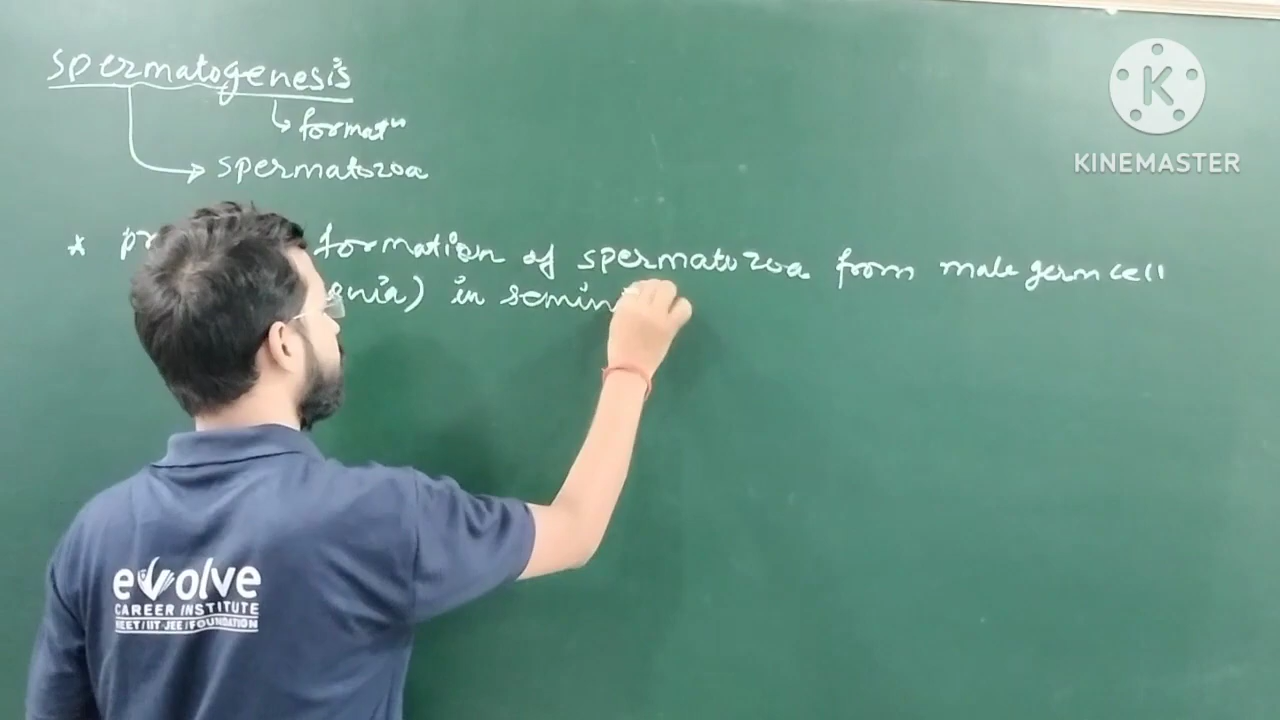 spermatogenesis
formatⁿ
spermatozoa
* formation of spermatozoa from male germ cell
in semin
KINEMASTER
evolve
CAREER INSTITUTE
NEET/IIT-JEE/FOUNDATION